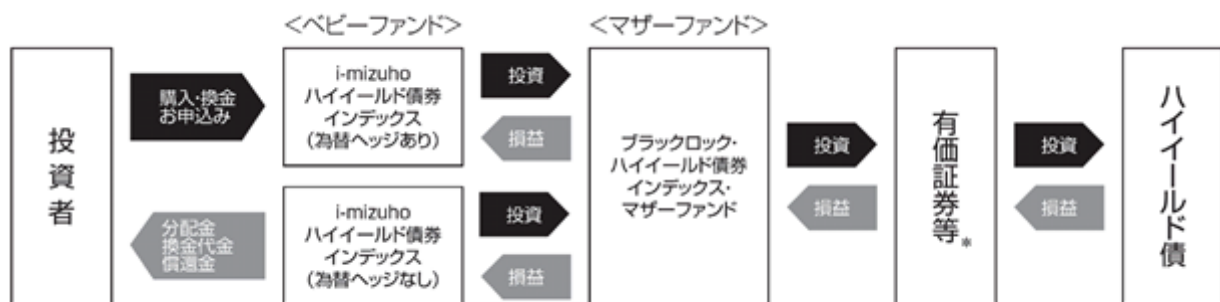 <ベビーファンド>
<マザーファンド>
投資者
購入・換金
お申込み
分配金
換金代金
償還金
i-mizuho
ハイイールド債券
インデックス
(為替ヘッジあり)
投資
損益
i-mizuho
ハイイールド債券
インデックス
(為替ヘッジなし)
投資
損益
ブラックロック・
ハイイールド債券
インデックス・
マザーファンド
投資
損益
有価証券等*
投資
損益
ハイイールド債